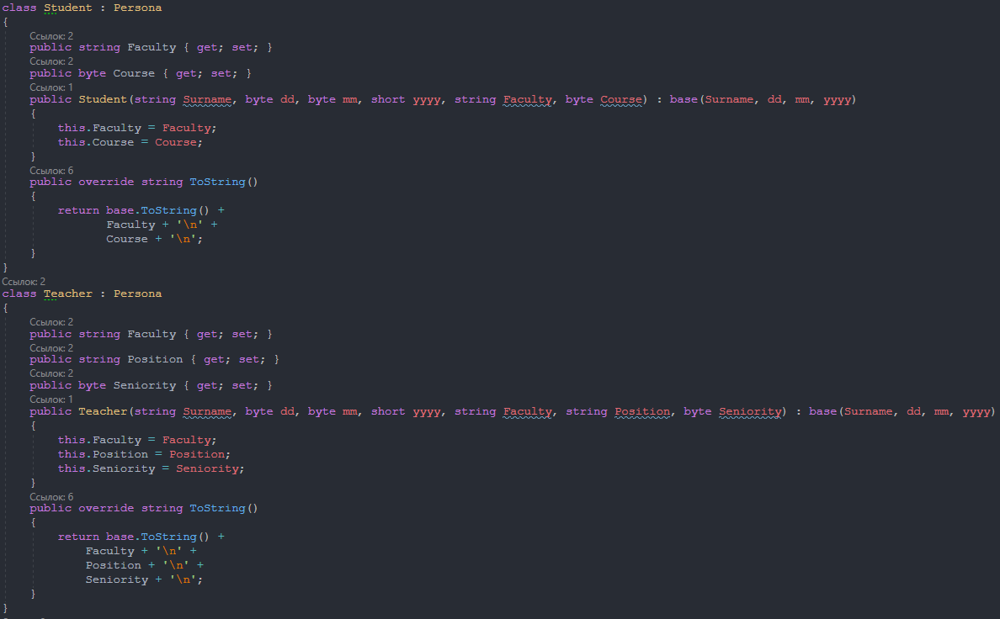 class Student : Persona
{
Ссылок: 2
public string Faculty { get; set; }
Ссылок: 2
public byte Course { get; set; }
Ссылок: 1
public Student(string Surname, byte dd, byte mm, short yyyy, string Faculty, byte Course) : base(Surname, dd, mm, yyyy)
{
this.Faculty = Faculty;
this.Course = Course;
}
Ссылок: 6
public override string ToString()
{
return base.ToString() +
Faculty + '\n' +
Course + '\n';
}
}
Ссылок: 2
class Teacher : Persona
{
Ссылок: 2
public string Faculty { get; set; }
Ссылок: 2
public string Position { get; set; }
Ссылок: 2
public byte Seniority { get; set; }
Ссылок: 1
public Teacher(string Surname, byte dd, byte mm, short yyyy, string Faculty, string Position, byte Seniority) : base(Surname, dd, mm, yyyy)
{
this.Faculty = Faculty;
this.Position = Position;
this.Seniority = Seniority;
}
Ссылок: 6
public override string ToString()
{
return base.ToString() +
Faculty + '\n' +
Position + '\n' +
Seniority + '\n';
}
}